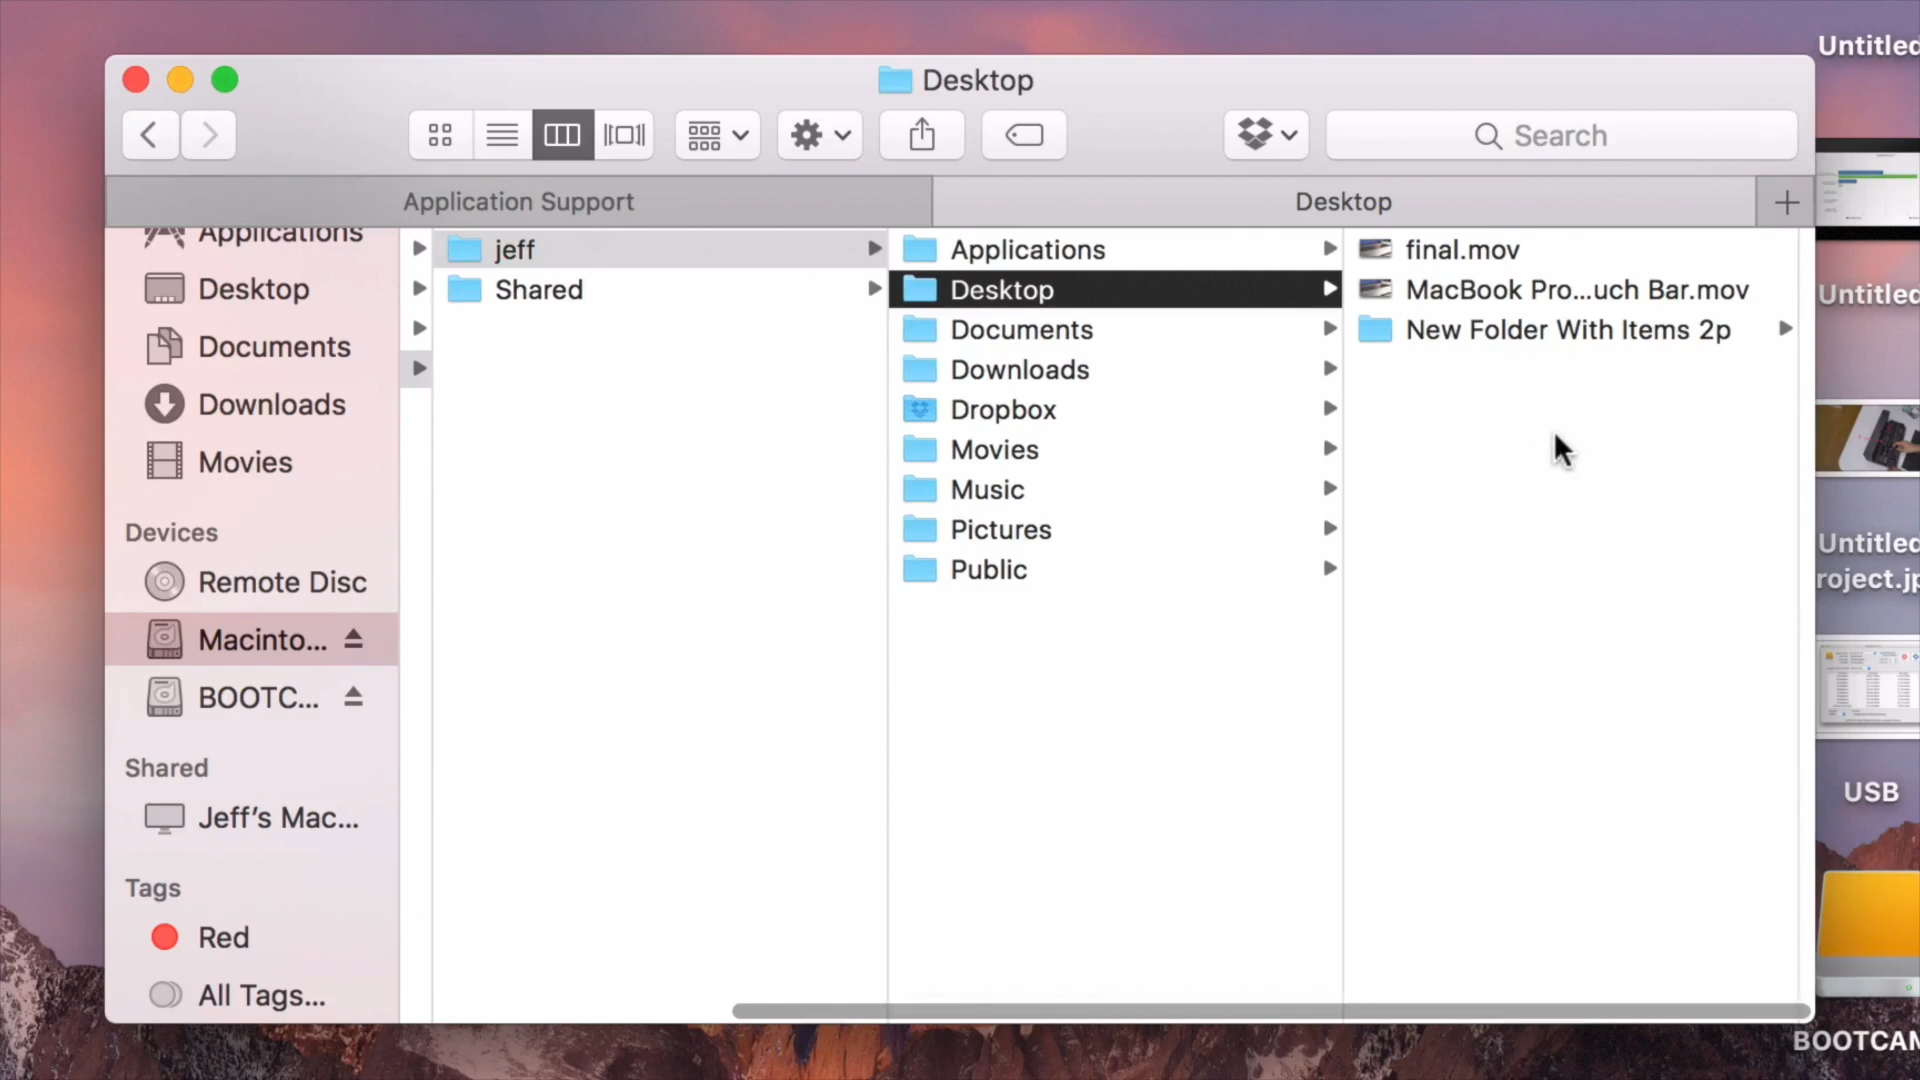 Untitled
Desktop
Search
Application Support
Desktop
Applications
Desktop
Documents
Downloads
Movies
Devices
Remote Disc
Macinto...
BOOTC...
Shared
Jeff's Mac...
Tags
Red
All Tags...
jeff
Shared
Applications
Desktop
Documents
Downloads
Dropbox
Movies
Music
Pictures
Public
final.mov
MacBook Pro...uch Bar.mov
New Folder With Items 2p
Untitled
Untitled
roject.jp
USB
BOOTCAM